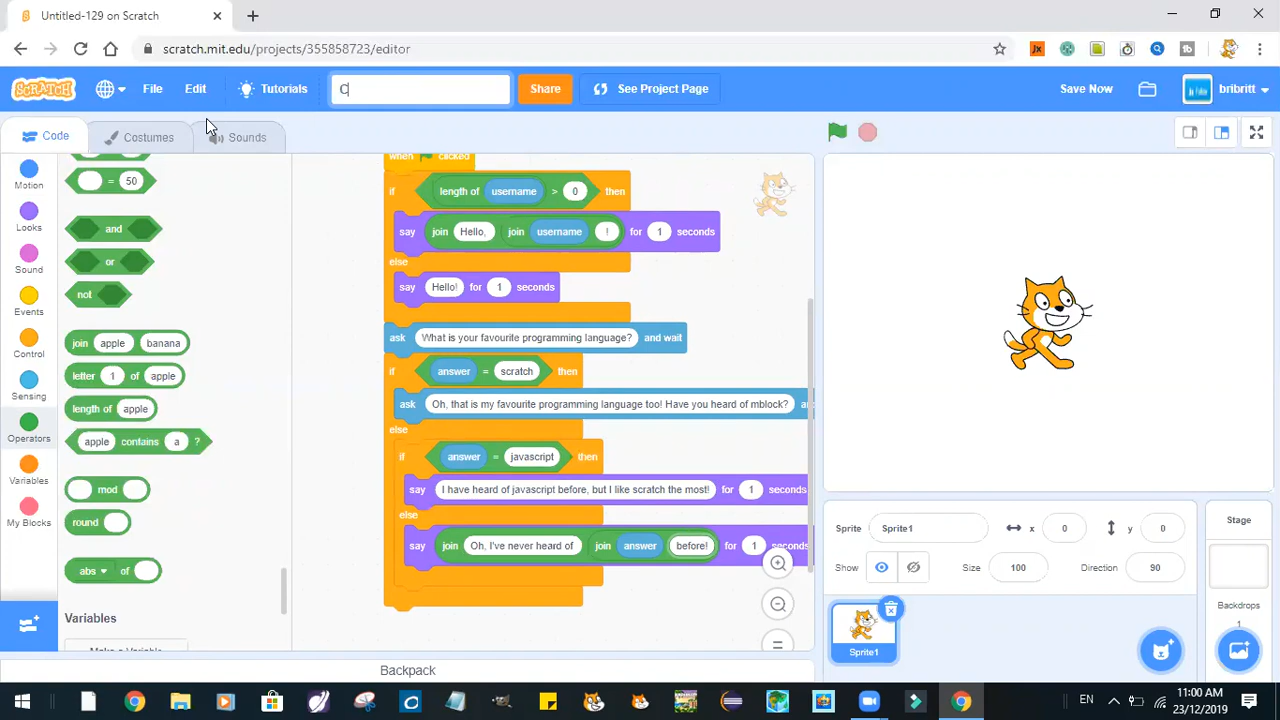 Untitled-129 on Scratch
scratch.mit.edu/projects/355858723/editor
SCRATCH
File
Edit
Tutorials
C
Share
See Project Page
Save Now
bribritt
Code
Costumes
Sounds
Motion
Looks
Sound
Events
Control
Sensing
Operators
Variables
My Blocks
= 50
and
or
not
join apple banana
letter 1 of apple
length of apple
apple contains a ?
mod
round
abs of
Variables
when clicked
if length of username > 0 then
say join Hello, join username ! for 1 seconds
else
say Hello! for 1 seconds
ask What is your favourite programming language? and wait
if answer = scratch then
ask Oh, that is my favourite programming language too! Have you heard of mblock?
else
if answer = javascript then
say I have heard of javascript before, but I like scratch the most! for 1 seconds
else
say join Oh, I've never heard of join answer before! for 1 seconds
Backpack
Sprite Sprite1 x 0 y 0
Show Size 100 Direction 90
Sprite1
Stage
Backdrops
1
EN
11:00 AM
23/12/2019